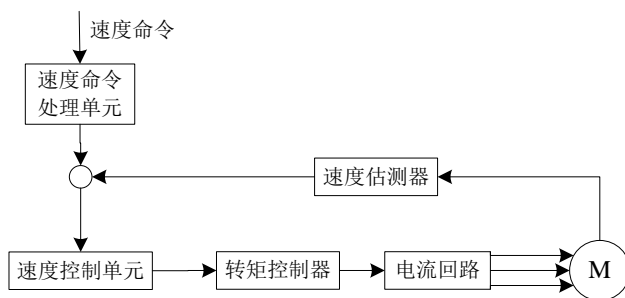 速度命令
速度命令
处理单元
速度估测器
速度控制单元
转矩控制器
电流回路
M